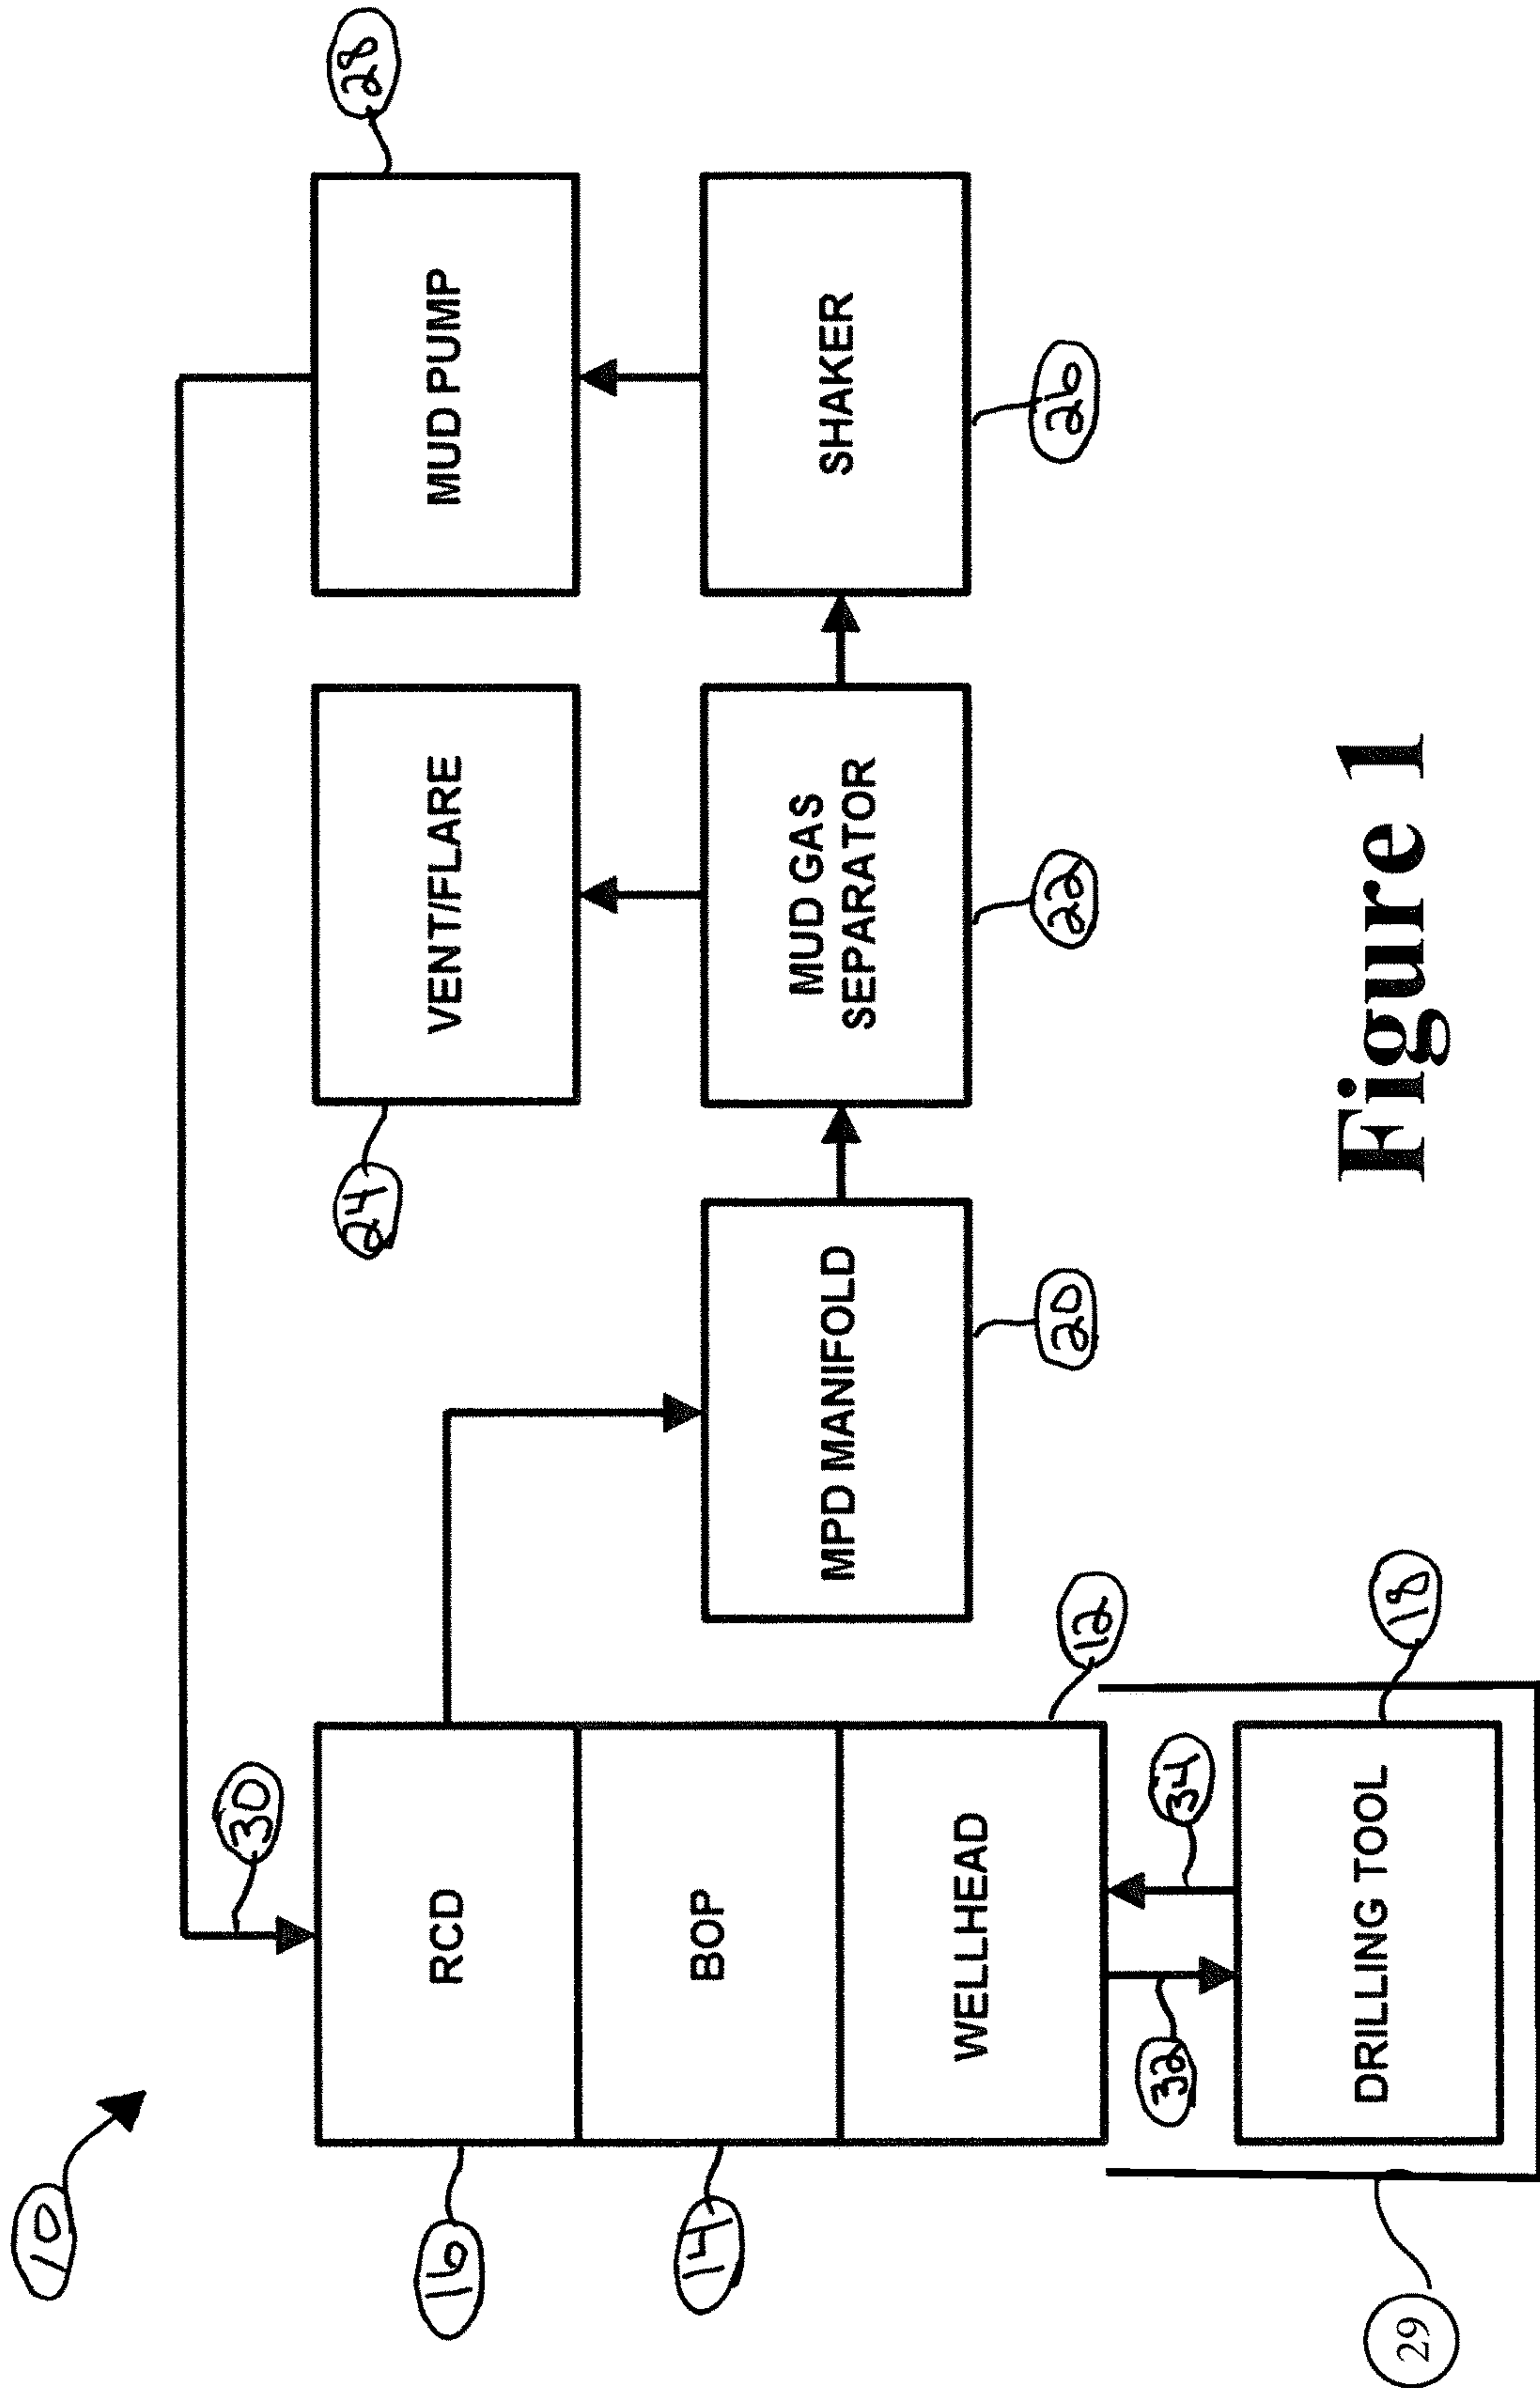 10
30
28
16
RCD
24
VENT/FLARE
MUD PUMP
14
BOP
MPD MANIFOLD
MUD GAS
SEPARATOR
SHAKER
WELLHEAD
12
20
22
26
32
34
DRILLING TOOL
18
29
Figure 1